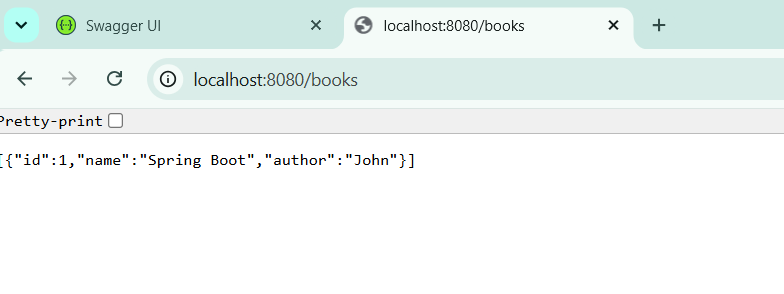 Swagger UI
localhost:8080/books
localhost:8080/books
Pretty-print
[{"id":1,"name":"Spring Boot","author":"John"}]